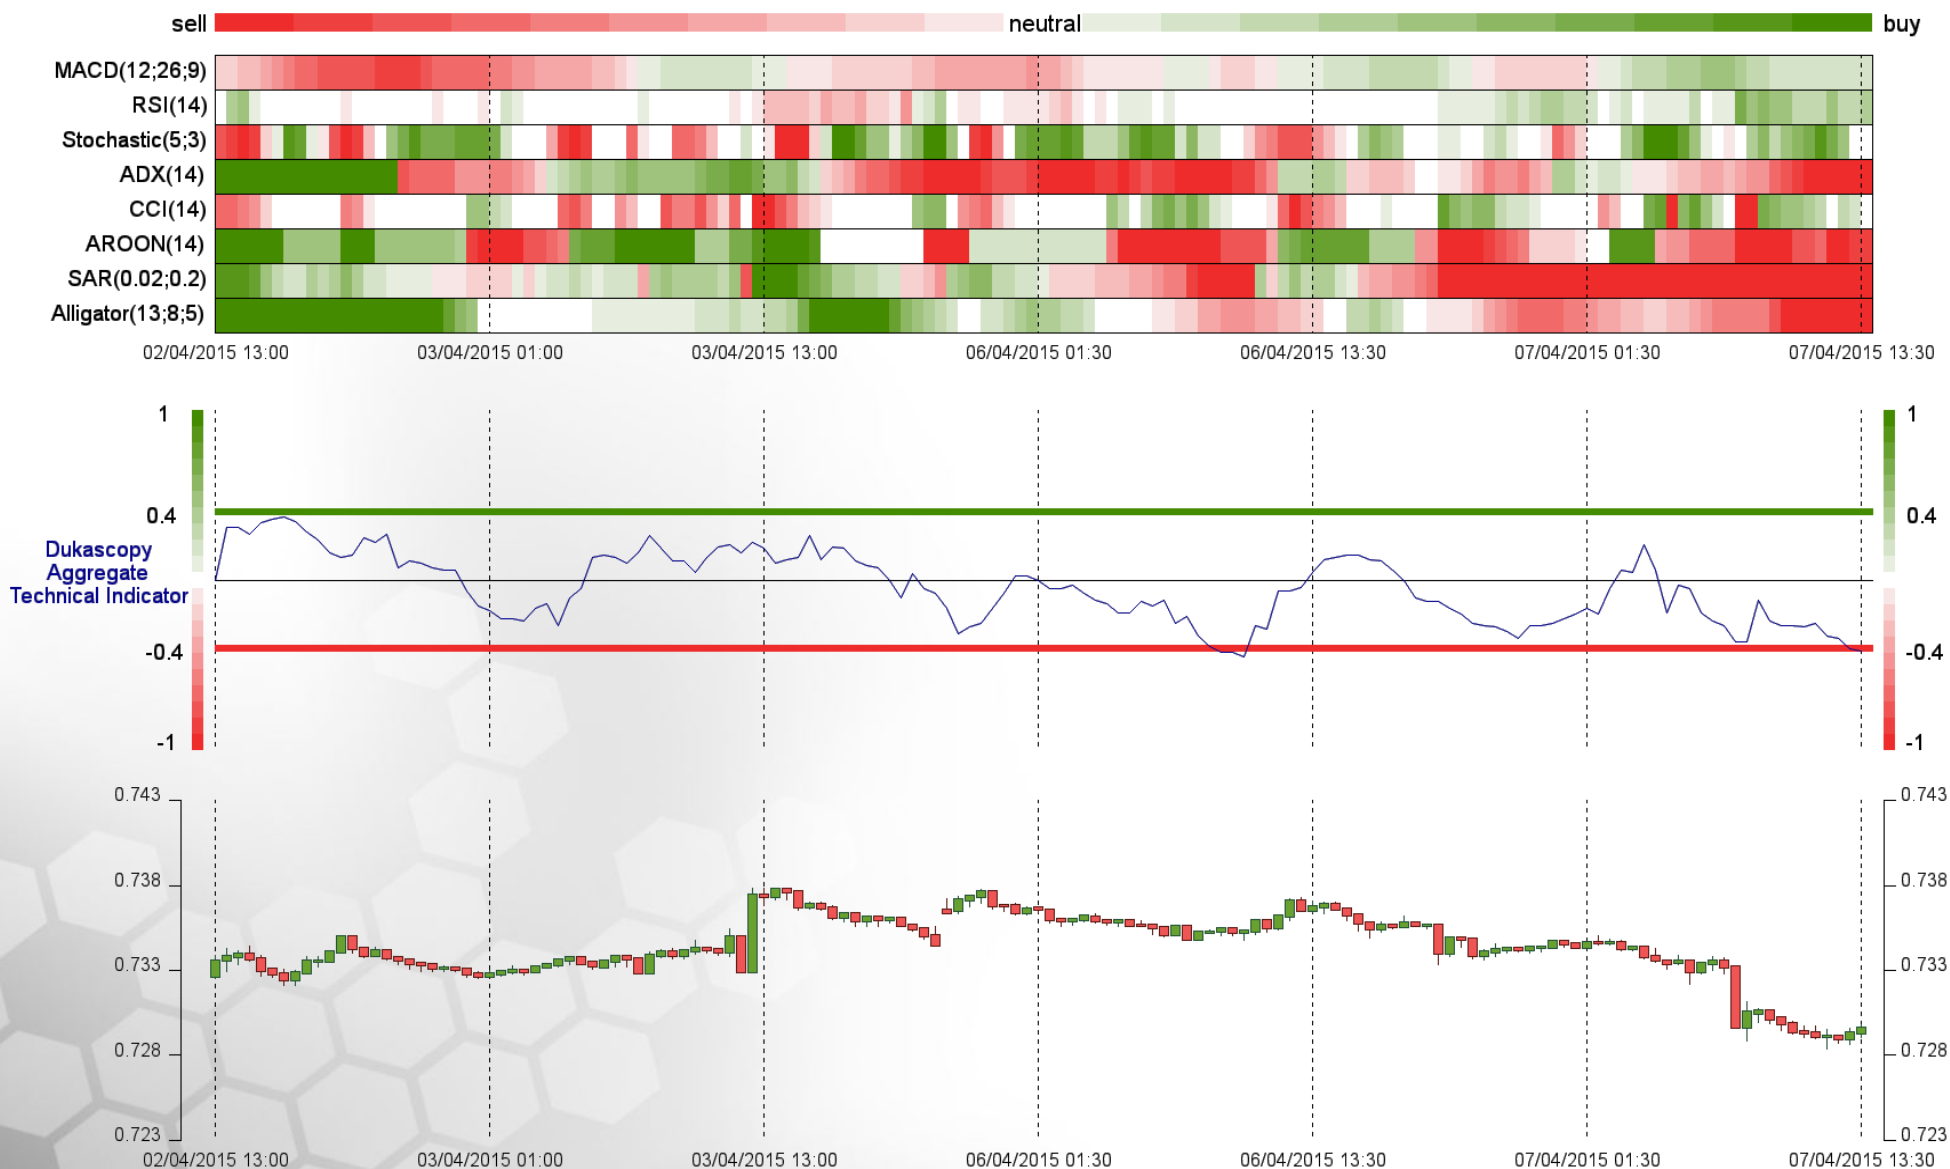 sell neutral buy
MACD(12;26;9)
RSI(14)
Stochastic(5;3)
ADX(14)
CCI(14)
AROON(14)
SAR(0.02;0.2)
Alligator(13;8;5)
02/04/2015 13:00 03/04/2015 01:00 03/04/2015 13:00 06/04/2015 01:30 06/04/2015 13:30 07/04/2015 01:30 07/04/2015 13:30
1 1
0.4 0.4
Dukascopy
Aggregate
Technical Indicator
-0.4 -0.4
-1 -1
0.743 0.743
0.738 0.738
0.733 0.733
0.728 0.728
0.723 0.723
02/04/2015 13:00 03/04/2015 01:00 03/04/2015 13:00 06/04/2015 01:30 06/04/2015 13:30 07/04/2015 01:30 07/04/2015 13:30